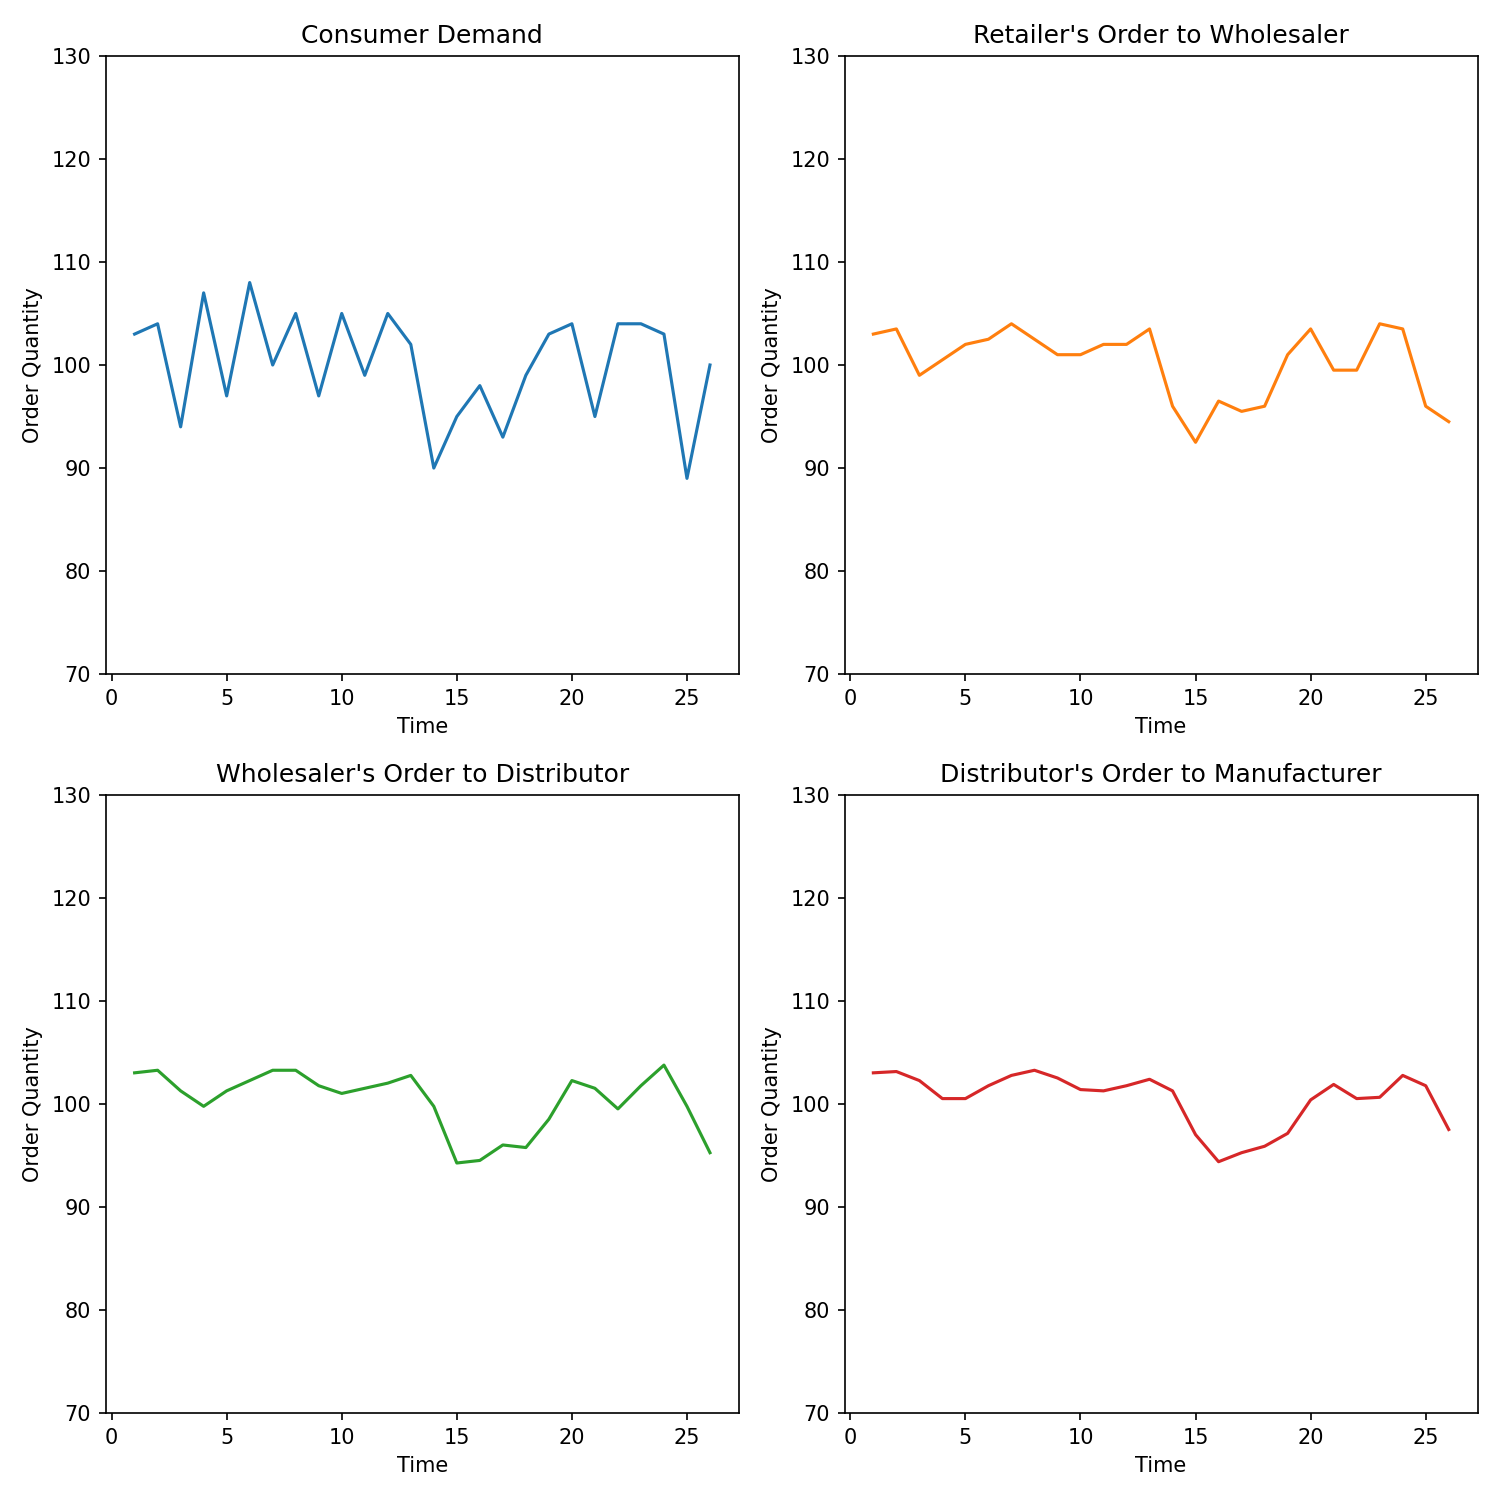 Consumer Demand
130
120
110
100
90
80
70
Order Quantity
0 5 10 15 20 25
Time
Retailer's Order to Wholesaler
130
120
110
100
90
80
70
Order Quantity
0 5 10 15 20 25
Time
Wholesaler's Order to Distributor
130
120
110
100
90
80
70
Order Quantity
0 5 10 15 20 25
Time
Distributor's Order to Manufacturer
130
120
110
100
90
80
70
Order Quantity
0 5 10 15 20 25
Time